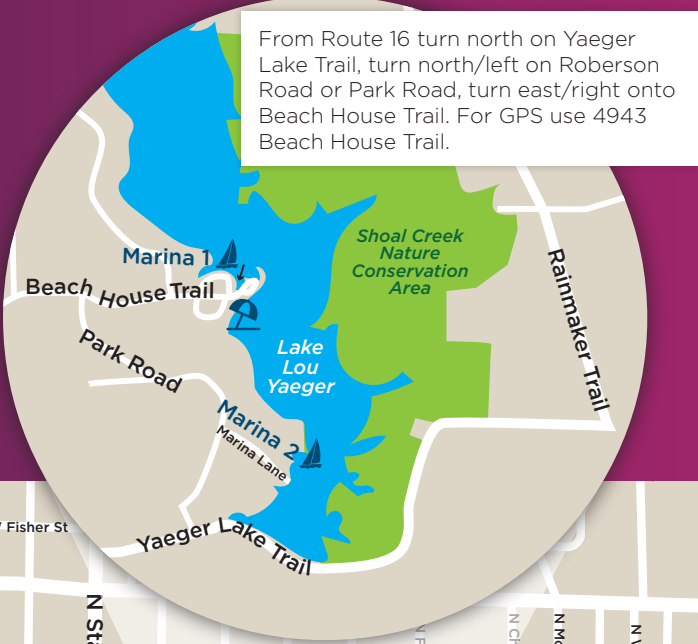 From Route 16 turn north on Yaeger
Lake Trail, turn north/left on Roberson
Road or Park Road, turn east/right onto
Beach House Trail. For GPS use 4943
Beach House Trail.
Shoal Creek
Nature
Conservation
Area
Marina 1
Beach House Trail
Rainmaker Trail
Park Road
Lake
Lou
Yaeger
Marina 2
Marina Lane
Fisher St
Yaeger Lake Trail